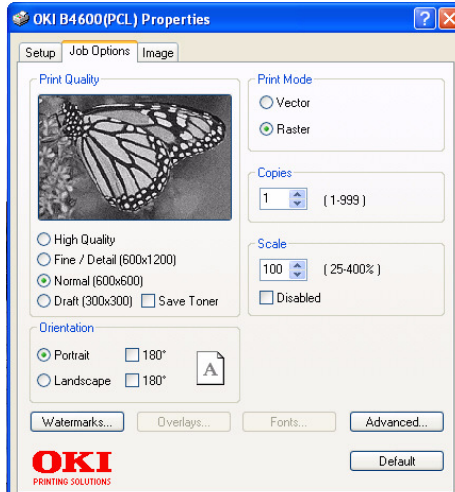 OKI B4600(PCL) Properties
Setup
Job Options
Image
Print Quality
High Quality
Fine / Detail (600x1200)
Normal (600x600)
Draft (300x300)
Save Toner
Orientation
Portrait
180°
Landscape
180°
A
Print Mode
Vector
Raster
Copies
1
( 1-999 )
Scale
100
( 25-400% )
Disabled
Watermarks...
Overlays...
Fonts...
Advanced...
OKI
PRINTING SOLUTIONS
Default